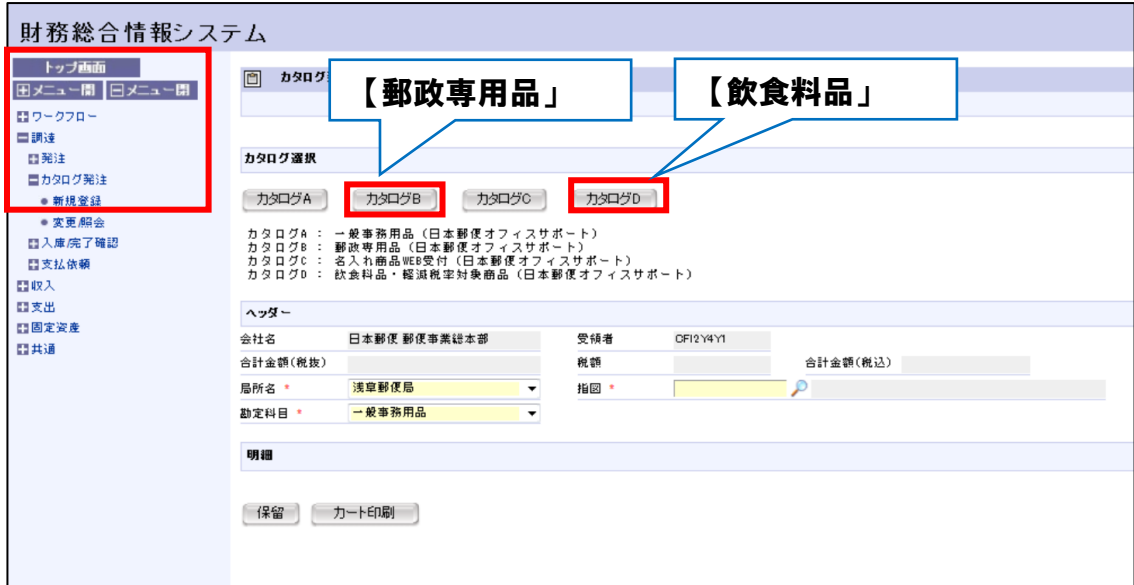 財務総合情報システム
トップ画面
メニュー開 メニュー閉
ワークフロー
調達
発注
カタログ発注
新規登録
変更/照会
入庫/完了確認
支払依頼
収入
支出
固定資産
共通
カタログ
【郵政専用品」
【飲食料品」
カタログ選択
カタログA カタログB カタログC カタログD
カタログA : 一般事務用品(日本郵便オフィスサポート)
カタログB : 郵政専用品(日本郵便オフィスサポート)
カタログC : 名入れ商品WEB受付(日本郵便オフィスサポート)
カタログD : 飲食料品・軽減税率対象商品(日本郵便オフィスサポート)
ヘッダー
会社名 日本郵便 郵便事業総本部 受領者 CFI2Y4Y1
合計金額(税抜) 税額 合計金額(税込)
局所名 * 浅草郵便局 指図 *
勘定科目 * 一般事務用品
明細
保留 カート印刷